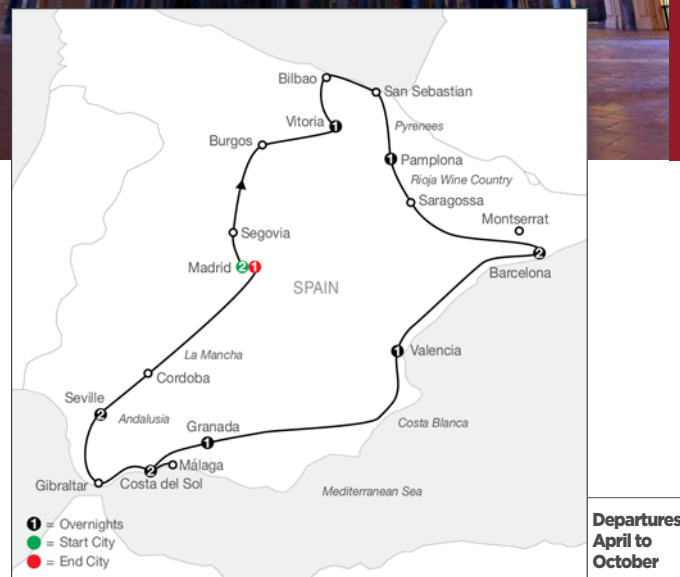 Bilbao
San Sebastian
Vitoria 1
Pyrenees
Burgos
1 Pamplona
Rioja Wine Country
Saragossa
Montserrat
Segovia
2
Madrid 2 1
Barcelona
SPAIN
1 Valencia
La Mancha
Cordoba
Seville
2
Andalusia
Granada
1
Costa Blanca
2
Málaga
Gibraltar
Costa del Sol
Mediterranean Sea
1 = Overnights
= Start City
= End City
Departures
April to
October